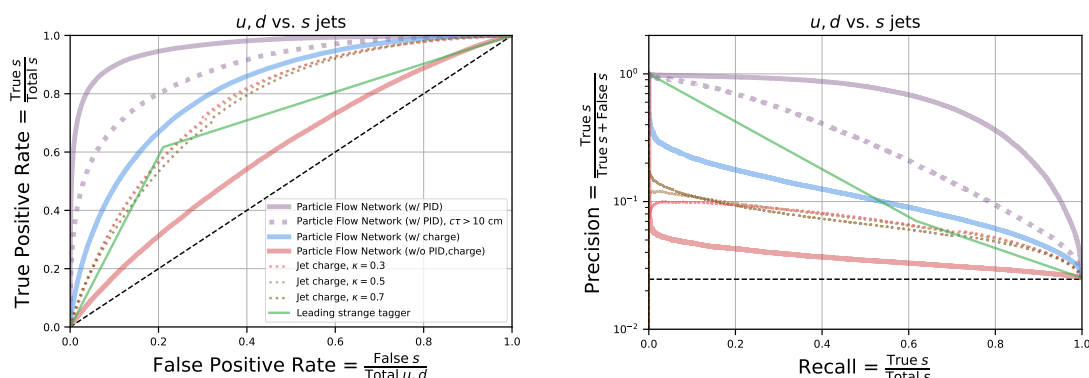 u, d vs. s jets
True Positive Rate = True s / Total s
1.0
0.8
0.6
0.4
0.2
0.0
Particle Flow Network (w/ PID)
Particle Flow Network (w/ PID), cτ > 10 cm
Particle Flow Network (w/ charge)
Particle Flow Network (w/o PID,charge)
Jet charge, κ = 0.3
Jet charge, κ = 0.5
Jet charge, κ = 0.7
Leading strange tagger
0.0 0.2 0.4 0.6 0.8 1.0
False Positive Rate = False s / Total u, d
u, d vs. s jets
Precision = True s / True s + False s
10⁰
10⁻¹
10⁻²
0.0 0.2 0.4 0.6 0.8 1.0
Recall = True s / Total s